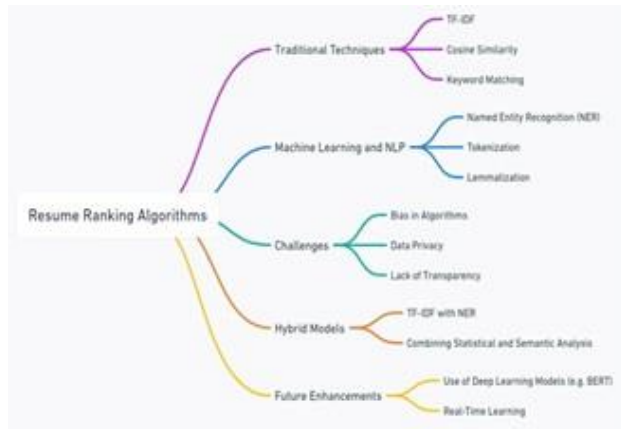 Resume Ranking Algorithms
Traditional Techniques
TF-IDF
Cosine Similarity
Keyword Matching
Machine Learning and NLP
Named Entity Recognition (NER)
Tokenization
Lemmatization
Challenges
Bias in Algorithms
Data Privacy
Lack of Transparency
Hybrid Models
TF-IDF with NER
Combining Statistical and Semantic Analysis
Future Enhancements
Use of Deep Learning Models (e.g. BERT)
Real-Time Learning